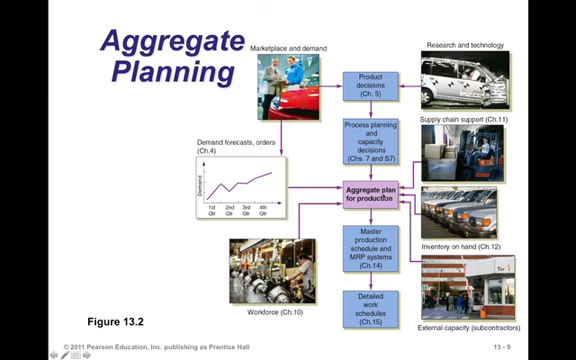 Aggregate
Planning
Marketplace and demand
Research and technology
Product
decisions
(Ch. 5)
Supply chain support (Ch.11)
Process planning
and
capacity
decisions
(Chs. 7 and S7)
Demand forecasts, orders
(Ch.4)
Demand
1st
Qtr
2nd
Qtr
3rd
Qtr
4th
Qtr
Aggregate plan
for production
Inventory on hand (Ch.12)
Master
production
schedule and
MRP systems
(Ch.14)
Workforce (Ch.10)
Detailed
work
schedules
(Ch.15)
External capacity (subcontractors)
Figure 13.2
© 2011 Pearson Education, Inc. publishing as Prentice Hall
13 - 9